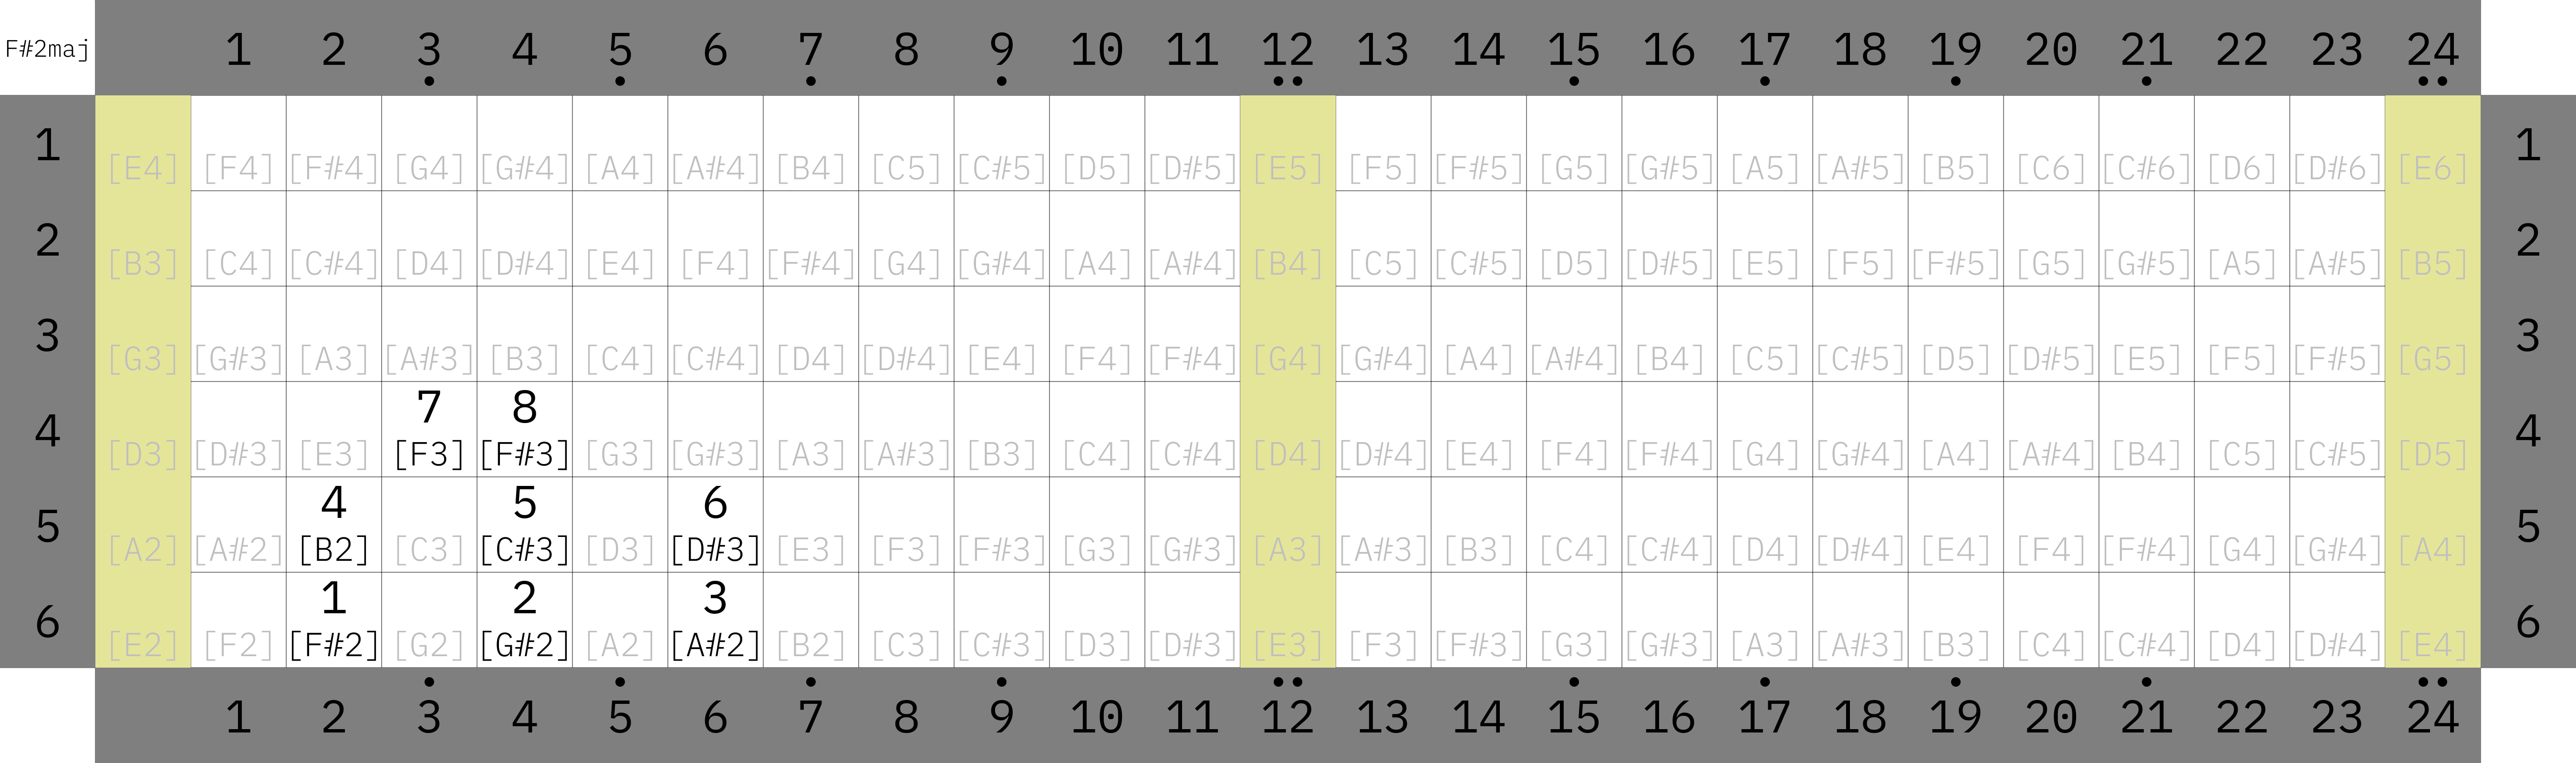 F#2maj 1 2 3 4 5 6 7 8 9 10 11 12 13 14 15 16 17 18 19 20 21 22 23 24
1 [E4] [F4] [F#4] [G4] [G#4] [A4] [A#4] [B4] [C5] [C#5] [D5] [D#5] [E5] [F5] [F#5] [G5] [G#5] [A5] [A#5] [B5] [C6] [C#6] [D6] [D#6] [E6] 1
2 [B3] [C4] [C#4] [D4] [D#4] [E4] [F4] [F#4] [G4] [G#4] [A4] [A#4] [B4] [C5] [C#5] [D5] [D#5] [E5] [F5] [F#5] [G5] [G#5] [A5] [A#5] [B5] 2
3 [G3] [G#3] [A3] [A#3] [B3] [C4] [C#4] [D4] [D#4] [E4] [F4] [F#4] [G4] [G#4] [A4] [A#4] [B4] [C5] [C#5] [D5] [D#5] [E5] [F5] [F#5] [G5] 3
7 8
4 [D3] [D#3] [E3] [F3] [F#3] [G3] [G#3] [A3] [A#3] [B3] [C4] [C#4] [D4] [D#4] [E4] [F4] [F#4] [G4] [G#4] [A4] [A#4] [B4] [C5] [C#5] [D5] 4
4 5 6
5 [A2] [A#2] [B2] [C3] [C#3] [D3] [D#3] [E3] [F3] [F#3] [G3] [G#3] [A3] [A#3] [B3] [C4] [C#4] [D4] [D#4] [E4] [F4] [F#4] [G4] [G#4] [A4] 5
1 2 3
6 [E2] [F2] [F#2] [G2] [G#2] [A2] [A#2] [B2] [C3] [C#3] [D3] [D#3] [E3] [F3] [F#3] [G3] [G#3] [A3] [A#3] [B3] [C4] [C#4] [D4] [D#4] [E4] 6
1 2 3 4 5 6 7 8 9 10 11 12 13 14 15 16 17 18 19 20 21 22 23 24